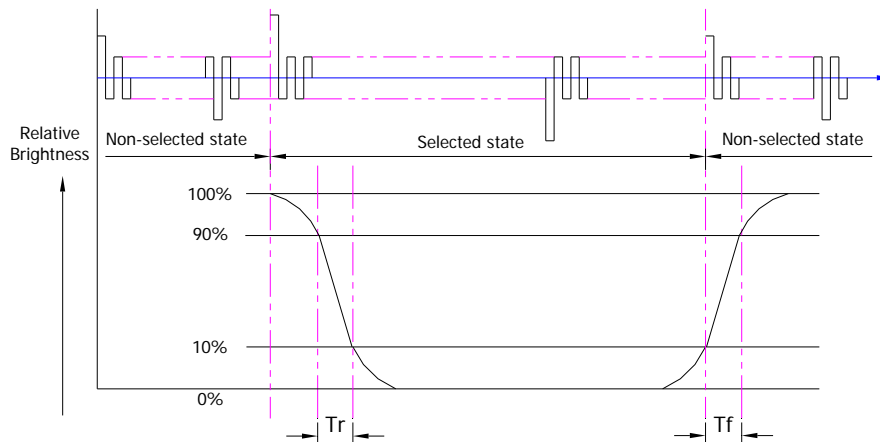 Relative
Brightness
Non-selected state
Selected state
Non-selected state
100%
90%
10%
0%
Tr
Tf